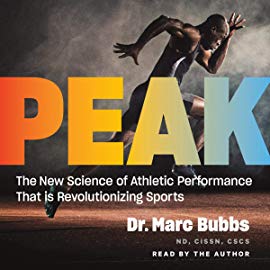 PEAK
The New Science of Athletic Performance
That is Revolutionizing Sports
Dr. Marc Bubbs
ND, CISSN, CSCS
READ BY THE AUTHOR